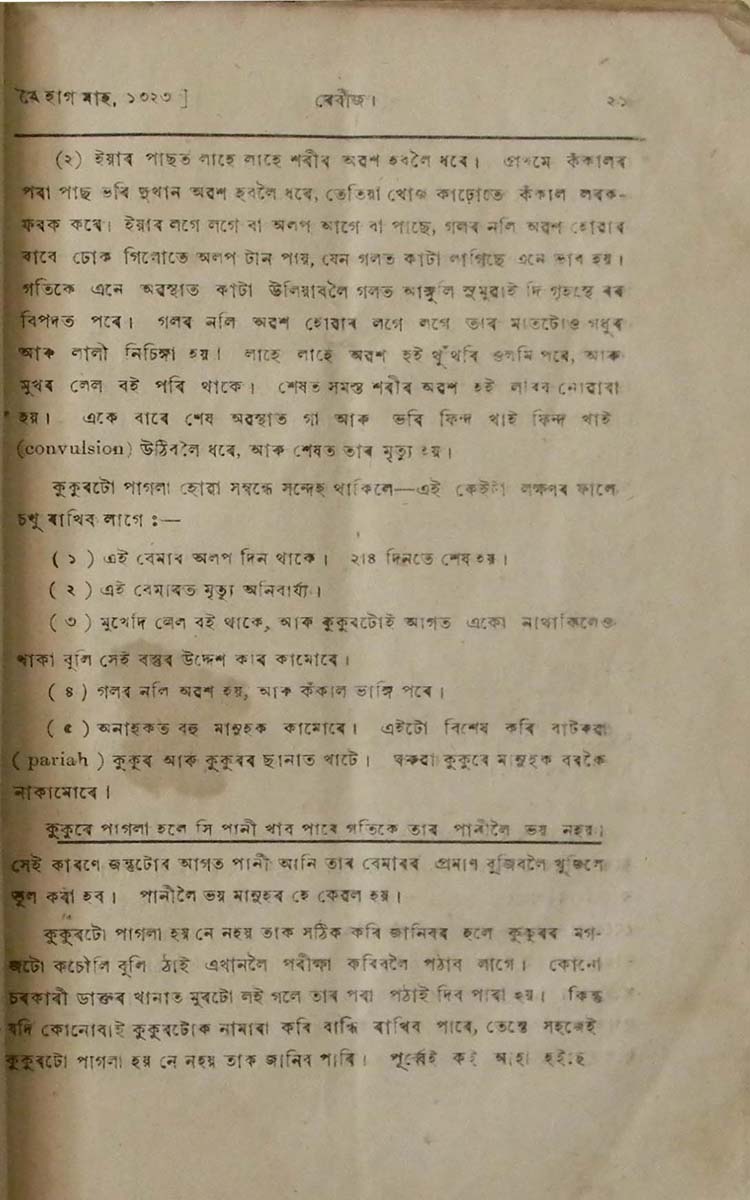 বৈহাগ মাহ, ১৩২৩ ] ৰেবীজ। ২১
(২) ইয়াৰ পাছত লাহে লাহে শৰীৰ অৱশ হবলৈ ধৰে। প্ৰথমে কঁকালৰ
পৰা পাছ ভৰি দুখান অৱশ হবলৈ ধৰে, তেতিয়া খোজ কাঢ়োতে কঁকাল লৰক-
ফৰক কৰে। ইয়াৰ লগে লগে বা অলপ আগে বা পাছে, গলৰ নলি অৱশ হোৱাৰ
বাবে ঢোক গিলোতে অলপ টান পায়, যেন গলত কাটা লাগিছে এনে ভাব হয়।
গতিকে এনে অৱস্থাত কাটা উলিয়াবলৈ গলত আঙ্গুলি সুমুৱাই দি গৃহস্থে বৰ
বিপদত পৰে। গলৰ নলি অৱশ হোৱাৰ লগে লগে তাৰ মাতটোও গধুৰ
আৰু লালী নিচিঙ্গা হয়। লাহে লাহে অৱশ হই থুঁথৰি ওলমি পৰে, আৰু
মুখৰ লেল বই পৰি থাকে। শেষত সমস্ত শৰীৰ অৱশ হই লৰিব নোৱাৰা
হয়। একে বাৰে শেষ অৱস্থাত গা আৰু ভৰি ফিন্দ খাই ফিন্দ খাই
(convulsion) উঠিবলৈ ধৰে, আৰু শেষত তাৰ মৃত্যু হয়।
কুকুৰটো পাগলা হোৱা সম্বন্ধে সন্দেহ থাকিলে—এই কেইটা লক্ষণৰ ফালে
চখু ৰাখিব লাগে :—
( ১ ) এই বেমাৰ অলপ দিন থাকে। ২।৪ দিনতে শেষ হয়।
( ২ ) এই বেমাৰত মৃত্যু অনিবাৰ্য্য।
( ৩ ) মুখেদি লেল বই থাকে, আৰু কুকুৰটোই আগত একো নাথাকিলেও
থাকা বুলি সেই বস্তুৰ উদ্দেশ কৰি কামোৰে।
( ৪ ) গলৰ নলি অৱশ হয়, আৰু কঁকাল ভাঙ্গি পৰে।
( ৫ ) অনাহকত বহু মানুহক কামোৰে। এইটো বিশেষ কৰি বাটৰুৱা
( pariah ) কুকুৰ আৰু কুকুৰৰ ছানাত খাটে। ঘৰুৱা কুকুৰে মানুহক বৰকৈ
নাকামোৰে।
কুকুৰে পাগলা হলে সি পানী খাব পাৰে গতিকে তাৰ পানীলৈ ভয় নহয়।
সেই কাৰণে জন্তুটোৰ আগত পানী আনি তাৰ বেমাৰৰ প্ৰমাণ বুজিবলৈ খুজিলে
ভুল কৰা হব। পানীলৈ ভয় মানুহৰ হে কেৱল হয়।
কুকুৰটো পাগলা হয় নে নহয় তাক সঠিক কৰি জানিবৰ হলে কুকুৰৰ মগ-
জটো কচৌলি বুলি ঠাই এখানলৈ পৰীক্ষা কৰিবলৈ পঠাব লাগে। কোনো
চৰকাৰী ডাক্তৰ খানাত মুৰটো লই গলে তাৰ পৰা পঠাই দিব পাৰা হয়। কিন্তু
যদি কোনোবাই কুকুৰটোক নামাৰা কৰি বান্ধি ৰাখিব পাৰে, তেন্তে সহজেই
কুকুৰটো পাগলা হয় নে নহয় তাক জানিব পাৰি। পূৰ্ব্বেই কই অহা হইছে